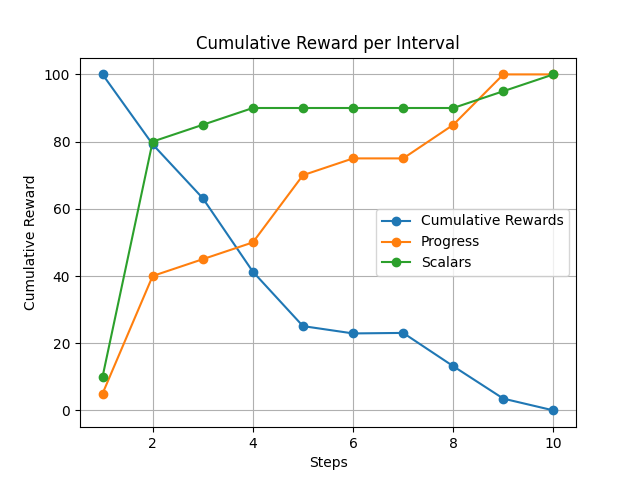 Cumulative Reward per Interval
Cumulative Reward
100
80
60
40
20
0
Cumulative Rewards
Progress
Scalars
2 4 6 8 10
Steps